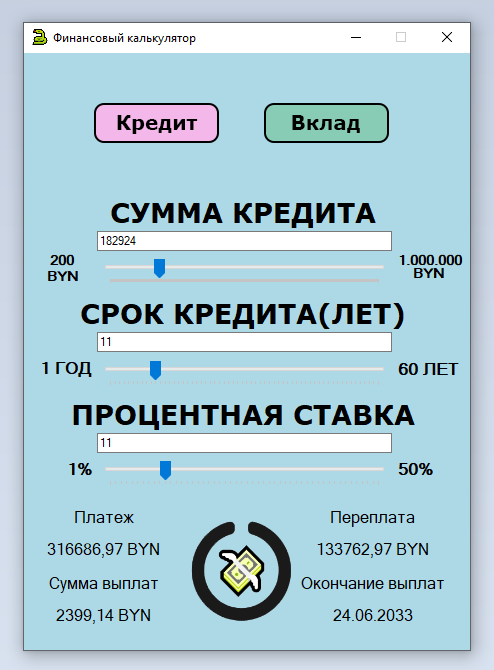 Финансовый калькулятор
Кредит
Вклад
СУММА КРЕДИТА
182924
200
BYN
1.000.000
BYN
СРОК КРЕДИТА(ЛЕТ)
11
1 ГОД
60 ЛЕТ
ПРОЦЕНТНАЯ СТАВКА
11
1%
50%
Платеж
316686,97 BYN
Сумма выплат
2399,14 BYN
Переплата
133762,97 BYN
Окончание выплат
24.06.2033